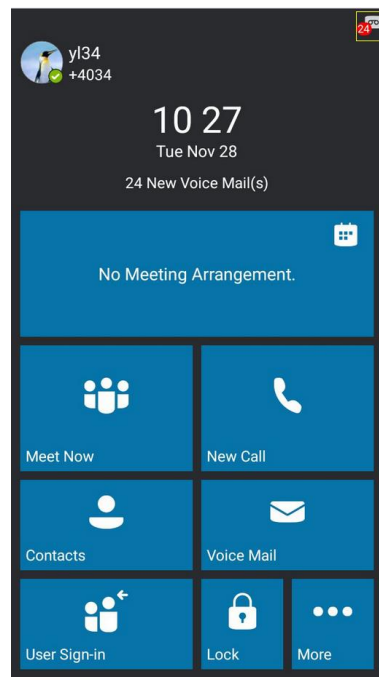 24
yl34
+4034
10 27
Tue Nov 28
24 New Voice Mail(s)
No Meeting Arrangement.
Meet Now
New Call
Contacts
Voice Mail
User Sign-in
Lock
More